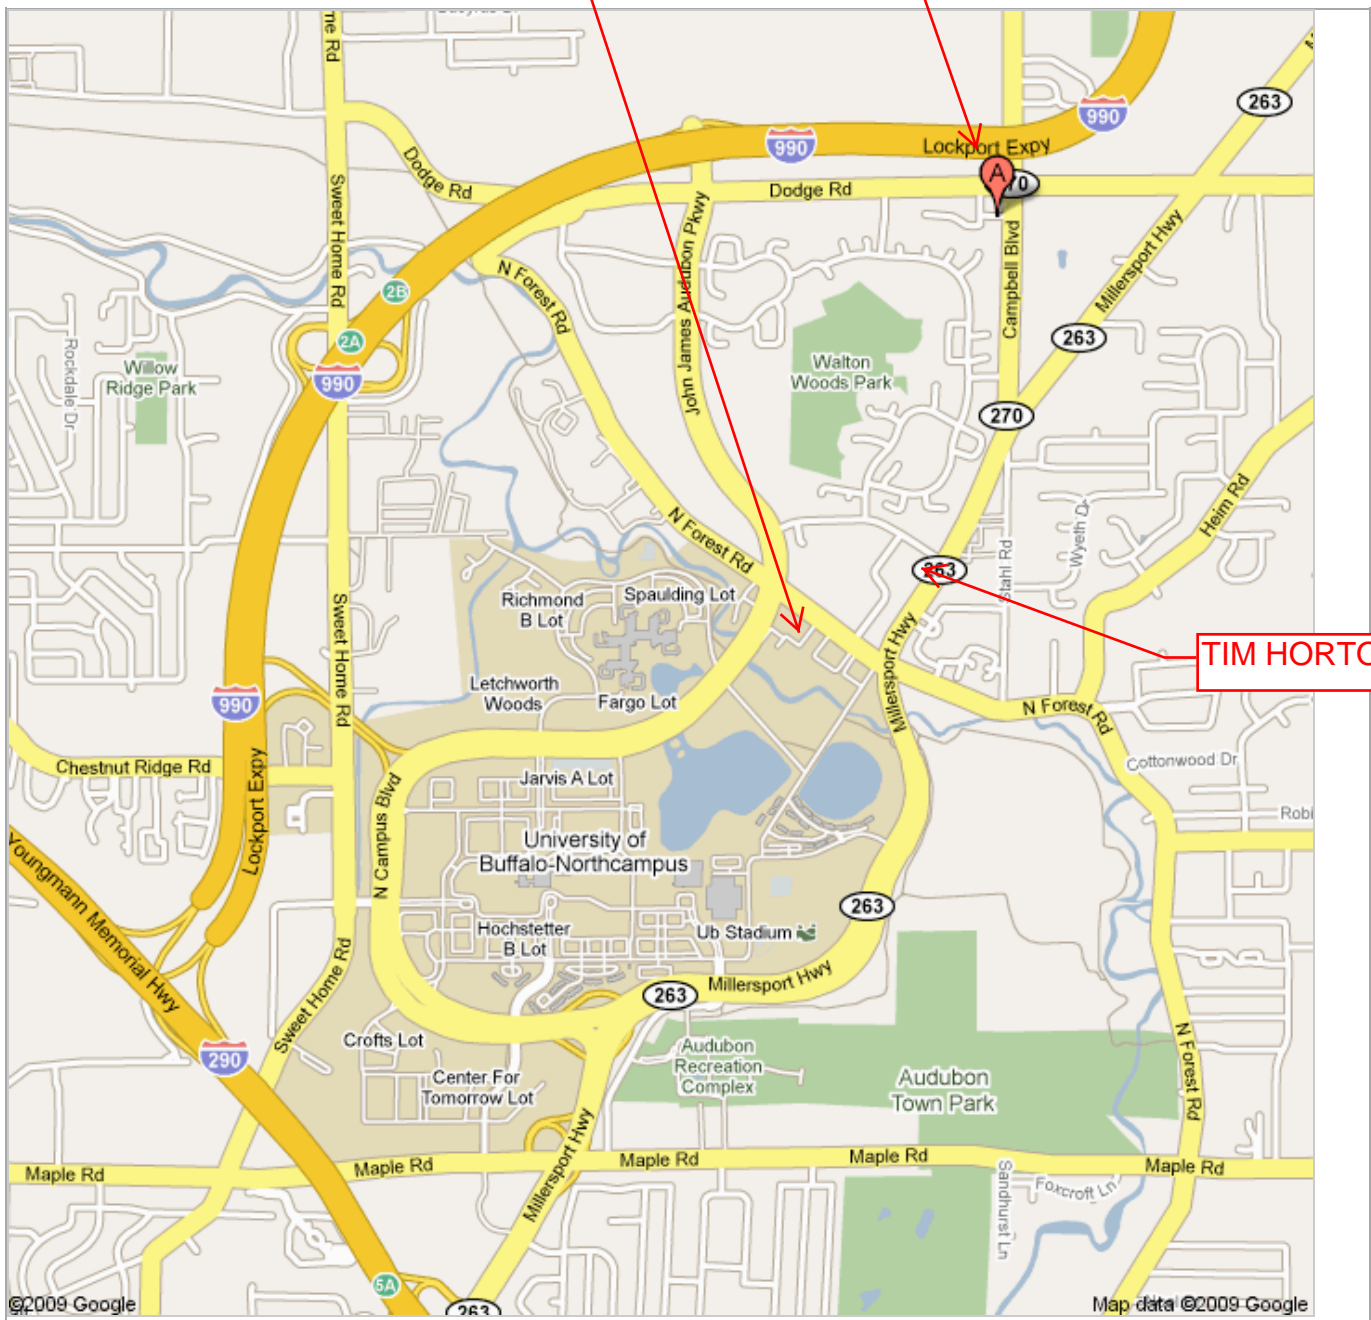 me Rd
990
263
Lockport Expy
990
A
Dodge Rd
Dodge Rd
Sweet Home Rd
John James Audubon Pkwy
Campbell Blvd
Millersport Hwy
N Forest Rd
2B
2A
990
Rockdale Dr
Willow
Ridge Park
Walton
Woods Park
263
270
Heim Rd
N Forest Rd
Wyeth Dr
Stahl Rd
263
Richmond
B Lot
Spaulding Lot
Sweet Home Rd
Millersport Hwy
TIM HORTO
Letchworth
Woods
Fargo Lot
990
N Forest Rd
Chestnut Ridge Rd
Lockport Expy
Jarvis A Lot
Cottonwood Dr
N Campus Blvd
University of
Buffalo-Northcampus
Robi
Youngmann Memorial Hwy
263
Hochstetter
B Lot
Ub Stadium
Sweet Home Rd
263
Millersport Hwy
Crofts Lot
290
Center For
Tomorrow Lot
Audubon
Recreation
Complex
Audubon
Town Park
N Forest Rd
Maple Rd
Maple Rd
Maple Rd
Maple Rd
Maple Rd
Millersport Hwy
Sandhurst Ln
Foxcroft Ln
5A
©2009 Google
263
Map data ©2009 Google